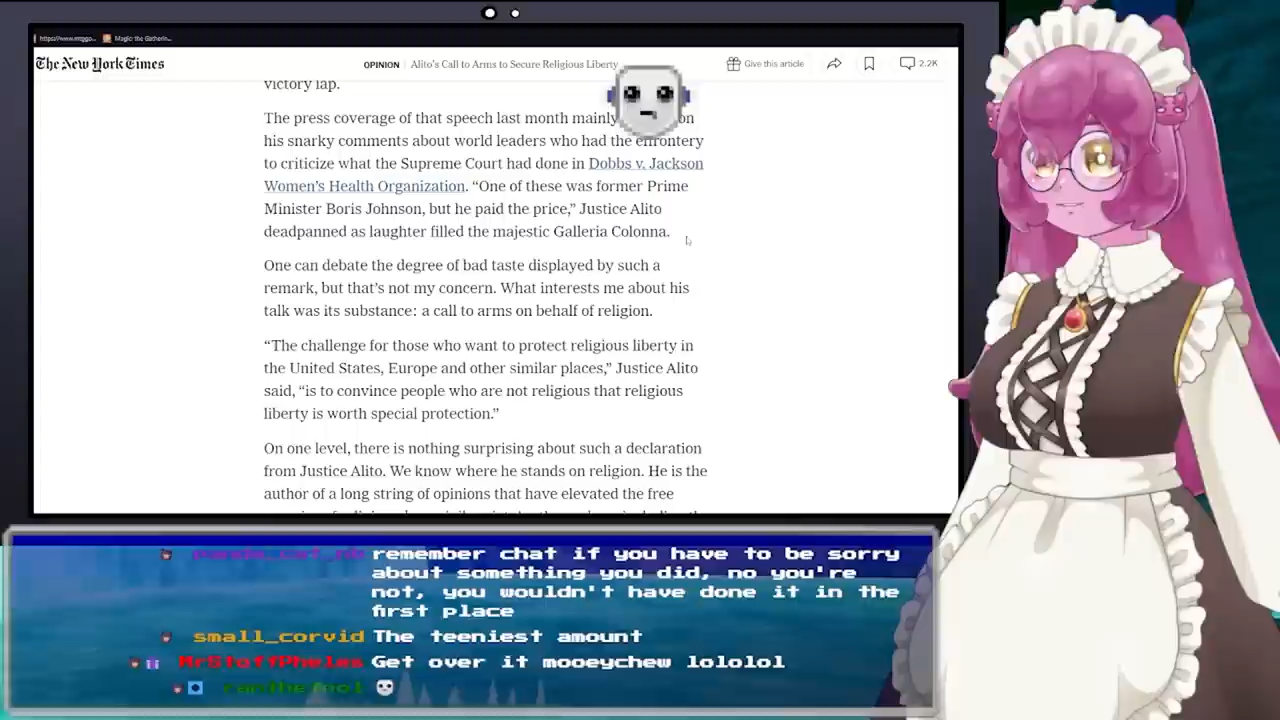 https://www.mtggo... Magic: the Gatherin...
The New York Times
OPINION | Alito's Call to Arms to Secure Religious Liberty
Give this article
2.2K
victory lap.
The press coverage of that speech last month mainly on
his snarky comments about world leaders who had the effrontery
to criticize what the Supreme Court had done in Dobbs v. Jackson
Women's Health Organization. “One of these was former Prime
Minister Boris Johnson, but he paid the price,” Justice Alito
deadpanned as laughter filled the majestic Galleria Colonna.
One can debate the degree of bad taste displayed by such a
remark, but that's not my concern. What interests me about his
talk was its substance: a call to arms on behalf of religion.
“The challenge for those who want to protect religious liberty in
the United States, Europe and other similar places,” Justice Alito
said, “is to convince people who are not religious that religious
liberty is worth special protection.”
On one level, there is nothing surprising about such a declaration
from Justice Alito. We know where he stands on religion. He is the
author of a long string of opinions that have elevated the free
remember chat if you have to be sorry
about something you did, no you're
not, you wouldn't have done it in the
first place
small_corvid The teeniest amount
MrStoffPheles Get over it mooeychew lololol